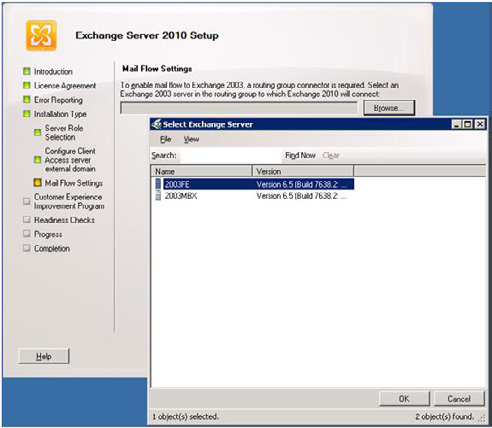 Exchange Server 2010 Setup
Introduction
License Agreement
Error Reporting
Installation Type
Server Role
Selection
Configure Client
Access server
external domain
Mail Flow Settings
Customer Experience
Improvement Program
Readiness Checks
Progress
Completion
Help
Mail Flow Settings
To enable mail flow to Exchange 2003, a routing group connector is required. Select an
Exchange 2003 server in the routing group to which Exchange 2010 will connect:
Browse...
Select Exchange Server
File View
Search: Find Now Clear
Name Version
2003FE Version 6.5 (Build 7638.2: ...
2003MBX Version 6.5 (Build 7638.2: ...
OK Cancel
1 object(s) selected. 2 object(s) found.